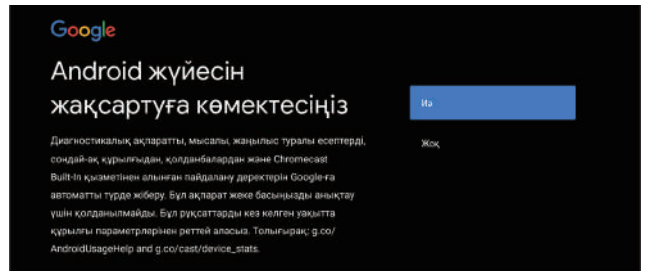 Google
Android жүйесін
жақсартуға көмектесіңіз
Диагностикалық ақпаратты, мысалы, жаңылыс туралы есептерді,
сондай-ақ құрылғыдан, қолданбалардан және Chromecast
Built-In қызметінен алынған пайдалану деректерін Google-ға
автоматты түрде жіберу. Бұл ақпарат жеке басыңызды анықтау
үшін қолданылмайды. Бұл рұқсаттарды кез келген уақытта
құрылғы параметрлерінен реттей аласыз. Толығырақ: g.co/
AndroidUsageHelp and g.co/cast/device_stats.
Иә
Жоқ